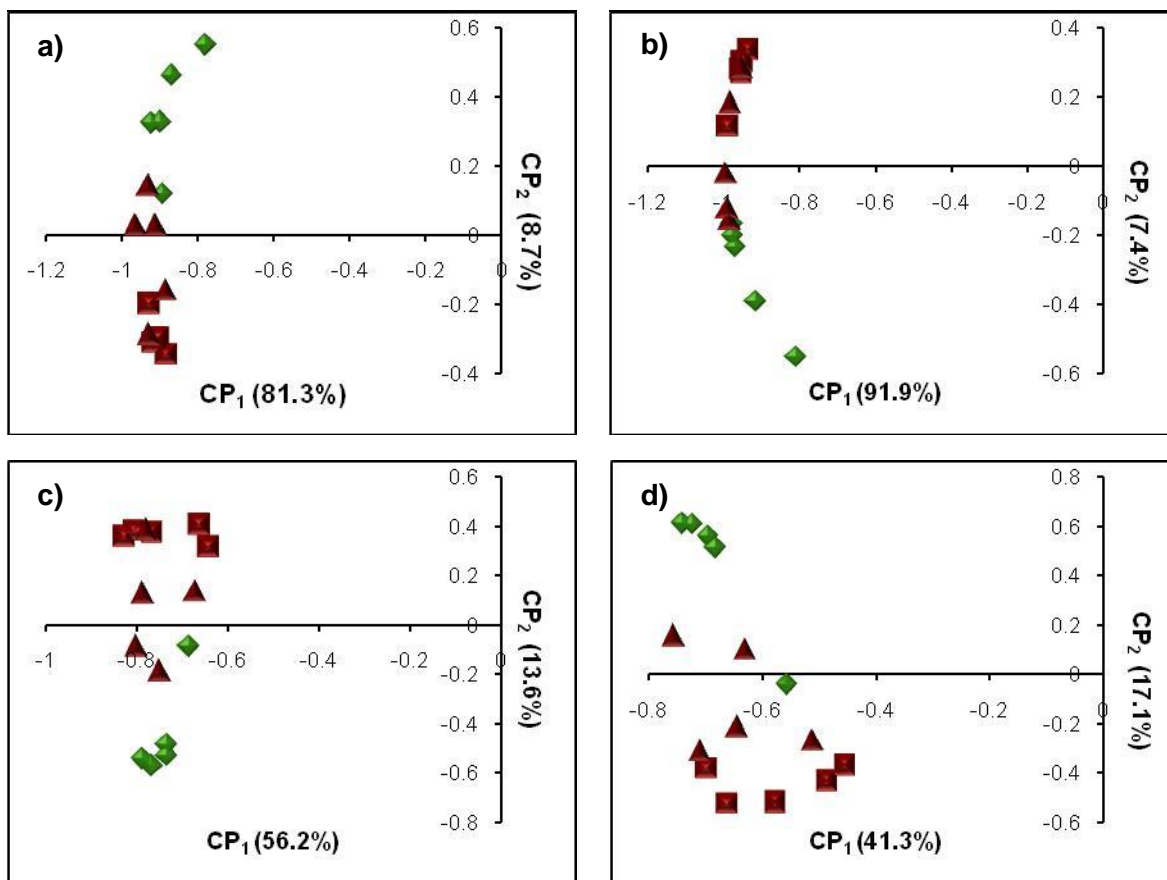 a)
0.6
0.4
0.2
0
-1.2 -1 -0.8 -0.6 -0.4 -0.2 0
-0.2
-0.4
CP₂ (8.7%)
CP₁ (81.3%)
b)
0.4
0.2
0
-1.2 -1 -0.8 -0.6 -0.4 -0.2 0
-0.2
-0.4
-0.6
CP₂ (7.4%)
CP₁ (91.9%)
c)
0.6
0.4
0.2
0
-1 -0.8 -0.6 -0.4 -0.2 0
-0.2
-0.4
-0.6
-0.8
CP₂ (13.6%)
CP₁ (56.2%)
d)
0.8
0.6
0.4
0.2
0
-0.8 -0.6 -0.4 -0.2 0
-0.2
-0.4
-0.6
CP₂ (17.1%)
CP₁ (41.3%)